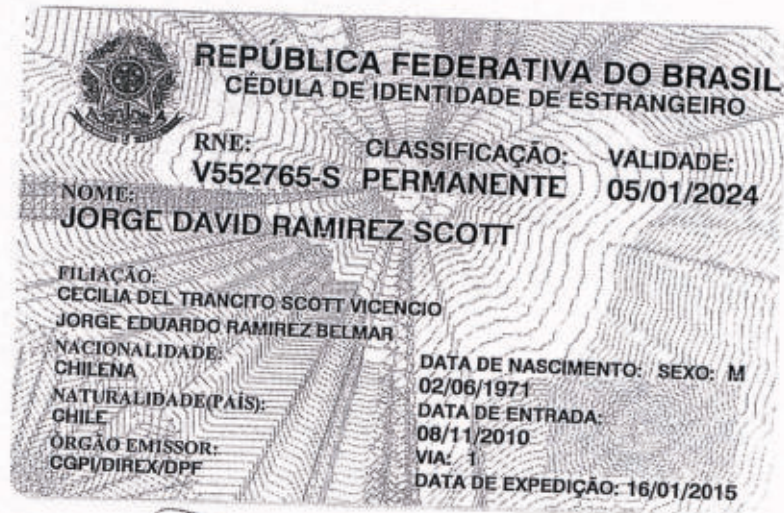 REPÚBLICA FEDERATIVA DO BRASIL
CÉDULA DE IDENTIDADE DE ESTRANGEIRO
RNE: CLASSIFICAÇÃO: VALIDADE:
V552765-S PERMANENTE 05/01/2024
NOME:
JORGE DAVID RAMIREZ SCOTT
FILIAÇÃO:
CECILIA DEL TRANCITO SCOTT VICENCIO
JORGE EDUARDO RAMIREZ BELMAR
NACIONALIDADE:
CHILENA
NATURALIDADE(PAÍS):
CHILE
ÓRGÃO EMISSOR:
CGPI/DIREX/DPF
DATA DE NASCIMENTO: SEXO: M
02/06/1971
DATA DE ENTRADA:
08/11/2010
VIA: 1
DATA DE EXPEDIÇÃO: 16/01/2015